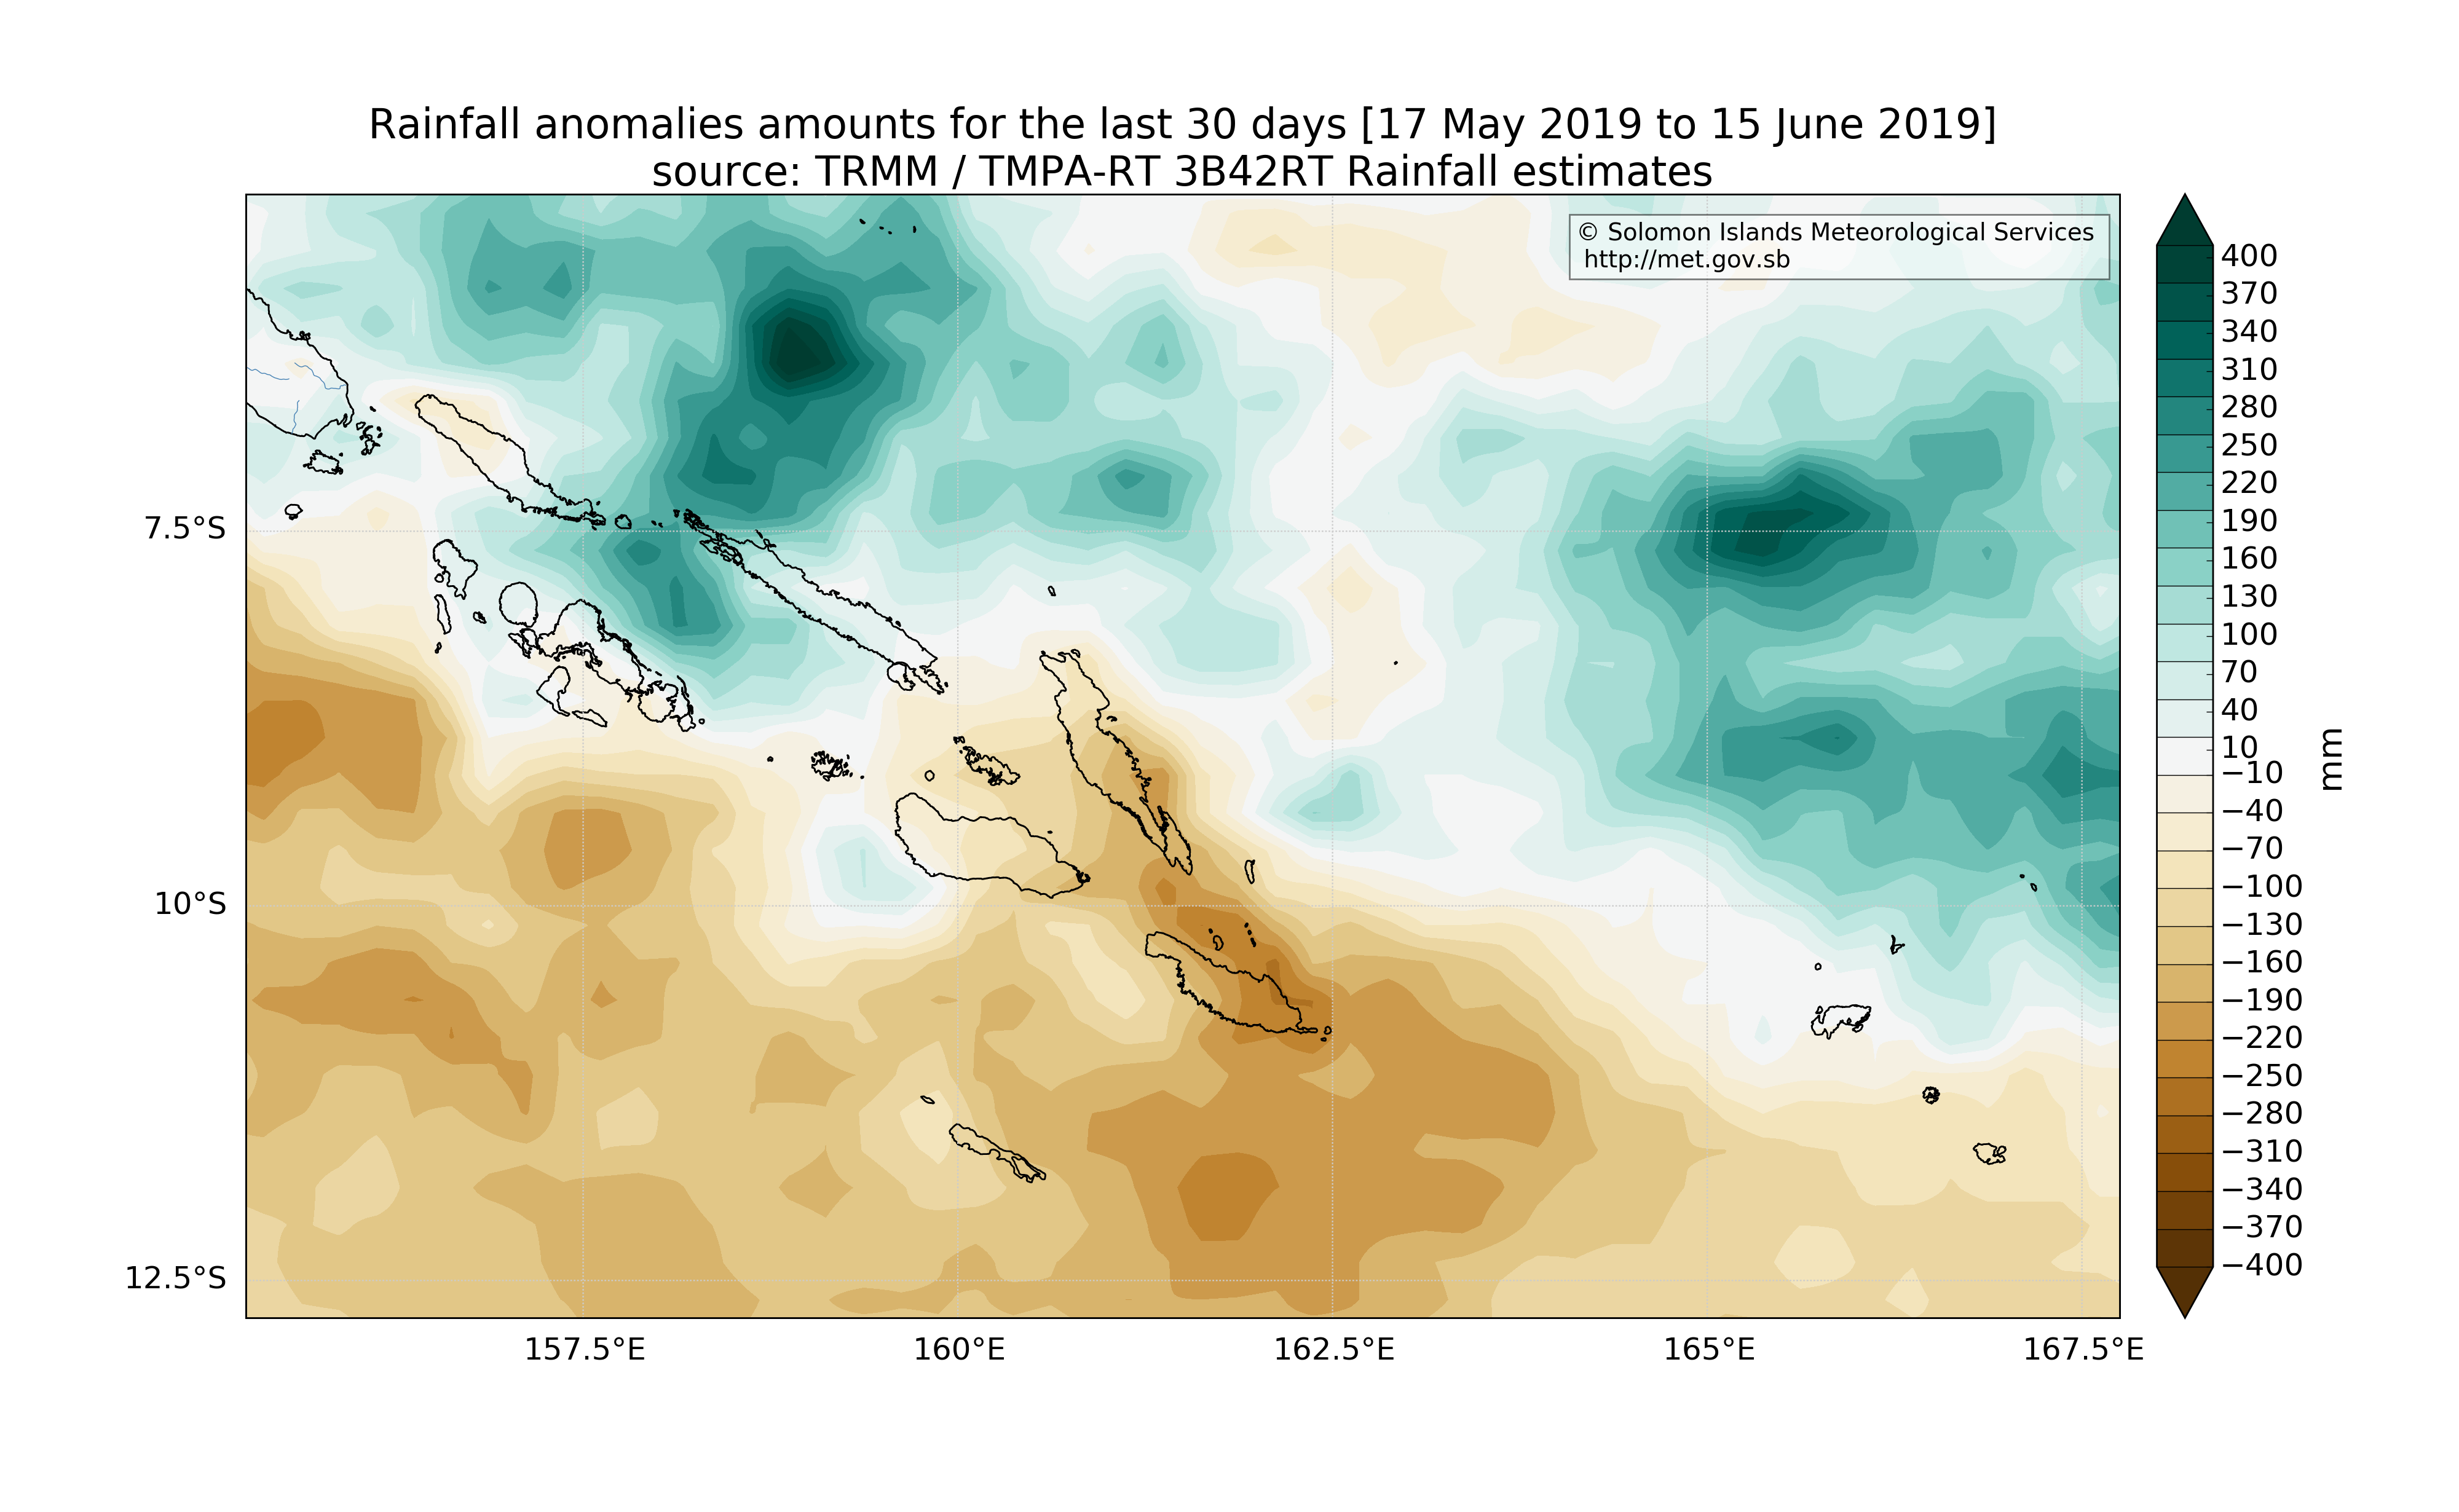 Rainfall anomalies amounts for the last 30 days [17 May 2019 to 15 June 2019]
source: TRMM / TMPA-RT 3B42RT Rainfall estimates
© Solomon Islands Meteorological Services
http://met.gov.sb
7.5°S
10°S
12.5°S
157.5°E
160°E
162.5°E
165°E
167.5°E
400
370
340
310
280
250
220
190
160
130
100
70
40
10
−10
−40
−70
−100
−130
−160
−190
−220
−250
−280
−310
−340
−370
−400
mm